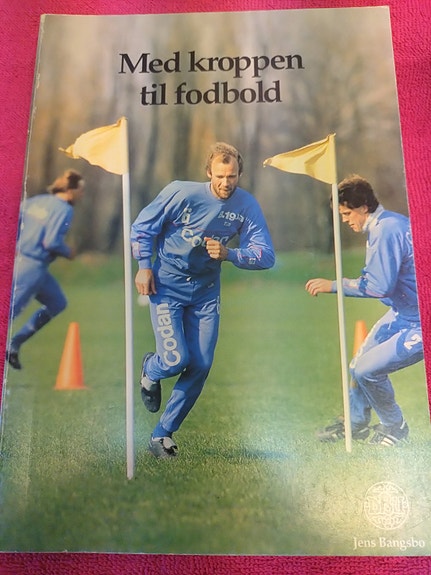 Med kroppen
til fodbold
Codan
Codan
Jens Bangsbo